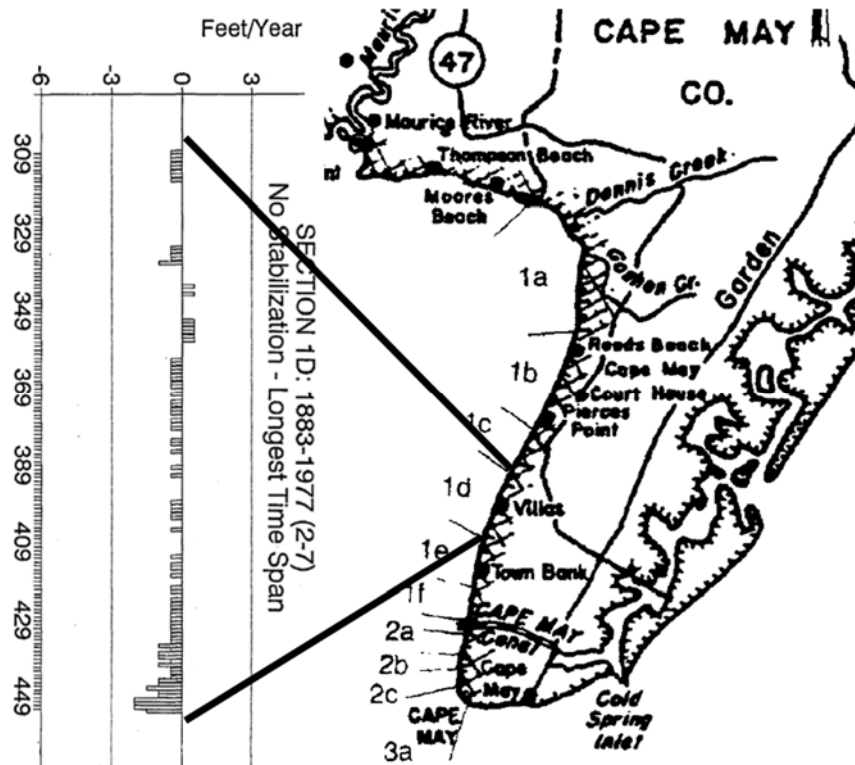 Feet/Year
-6
-3
0
3
309
329
349
369
389
409
429
449
SECTION 1D: 1883-1977 (2-7)
No Stabilization - Longest Time Span
CAPE MAY
CO.
47
Maurice River
Thompson Beach
Moores
Beach
Dennis Creek
Goshen Cr.
Garden
1a
Reeds Beach
1b
Cape May
Court House
Pierces
Point
1c
1d
Villas
1e
Town Bank
1f
CAPE MAY
Canal
2a
2b
Cape
May
2c
CAPE
MAY
3a
Cold
Spring
Inlet